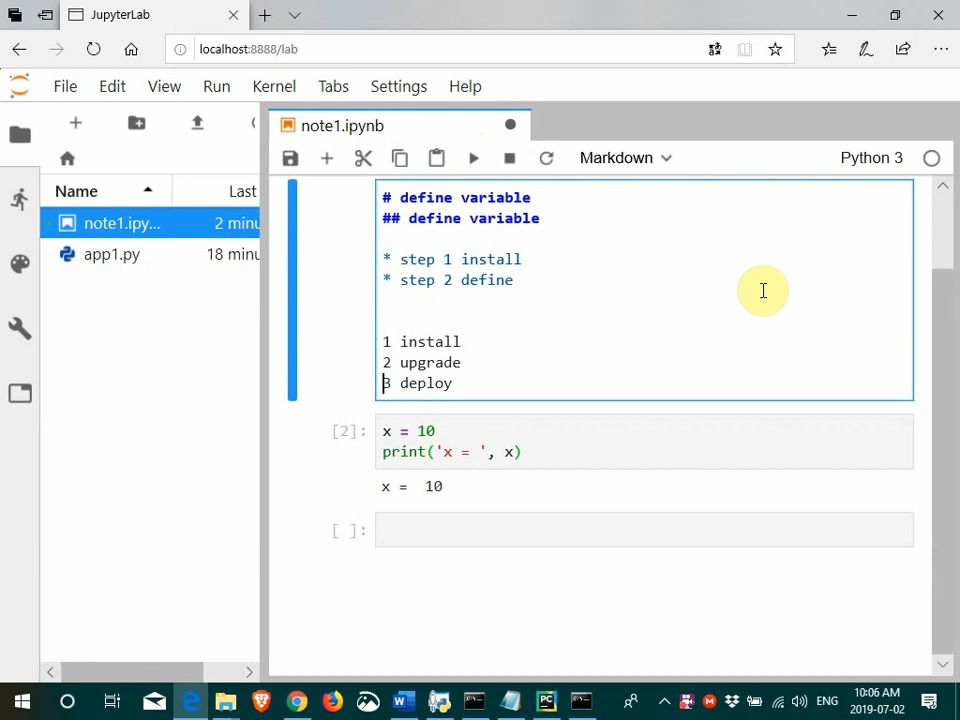 JupyterLab
localhost:8888/lab
File Edit View Run Kernel Tabs Settings Help
note1.ipynb
Markdown
Python 3
Name
Last
note1.ipy... 2 minu
app1.py 18 minu
# define variable
## define variable
* step 1 install
* step 2 define
1 install
2 upgrade
3 deploy
[2]: x = 10
print('x = ', x)
x =  10
[ ]:
ENG
10:06 AM
2019-07-02